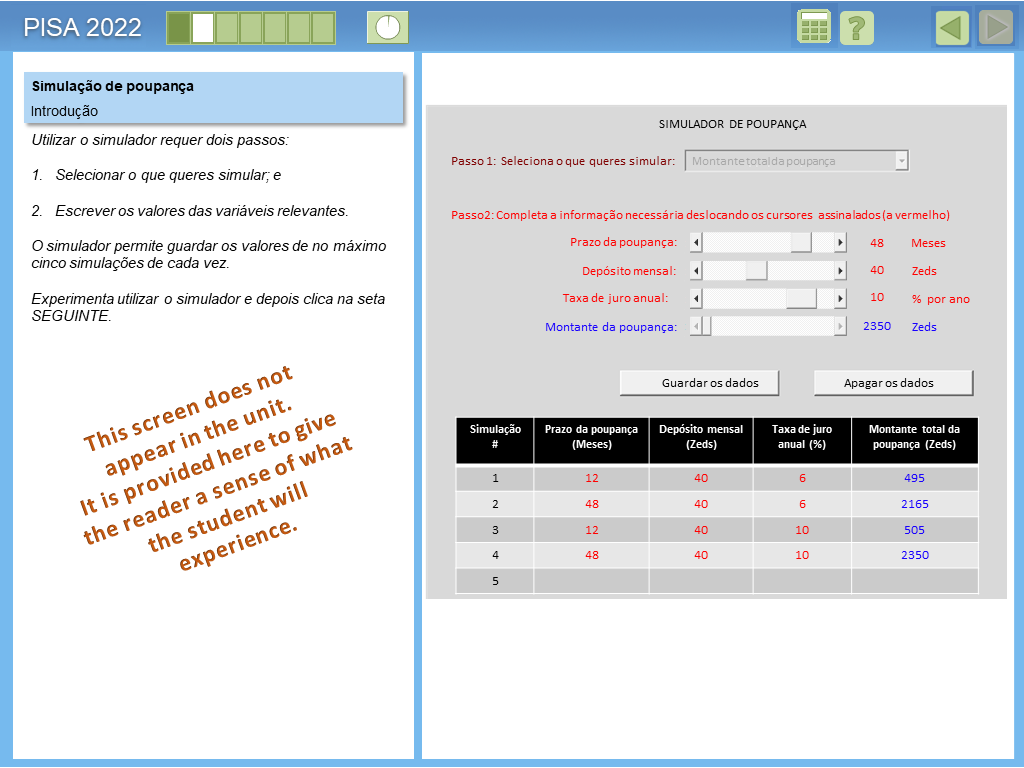 PISA 2022
?
Simulação de poupança
Introdução
Utilizar o simulador requer dois passos:
1. Selecionar o que queres simular; e
2. Escrever os valores das variáveis relevantes.
O simulador permite guardar os valores de no máximo
cinco simulações de cada vez.
Experimenta utilizar o simulador e depois clica na seta
SEGUINTE.
This screen does not
appear in the unit.
It is provided here to give
the reader a sense of what
the student will
experience.
SIMULADOR DE POUPANÇA
Passo 1: Seleciona o que queres simular: Montante total da poupança
Passo2: Completa a informação necessária deslocando os cursores assinalados (a vermelho)
Prazo da poupança: 48 Meses
Depósito mensal: 40 Zeds
Taxa de juro anual: 10 % por ano
Montante da poupança: 2350 Zeds
Guardar os dados Apagar os dados
Simulação Prazo da poupança Depósito mensal Taxa de juro Montante total da
# (Meses) (Zeds) anual (%) poupança (Zeds)
1 12 40 6 495
2 48 40 6 2165
3 12 40 10 505
4 48 40 10 2350
5